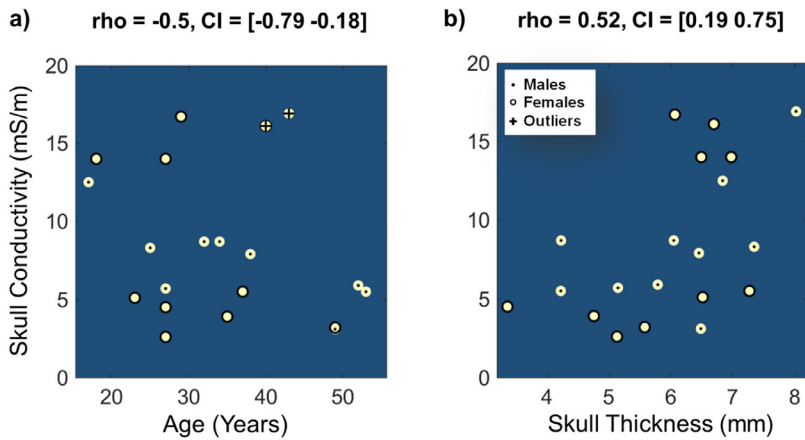 a) rho = -0.5, CI = [-0.79 -0.18]
Skull Conductivity (mS/m)
20
15
10
5
0
20 30 40 50
Age (Years)
b) rho = 0.52, CI = [0.19 0.75]
Males
Females
Outliers
20
15
10
5
0
4 5 6 7 8
Skull Thickness (mm)